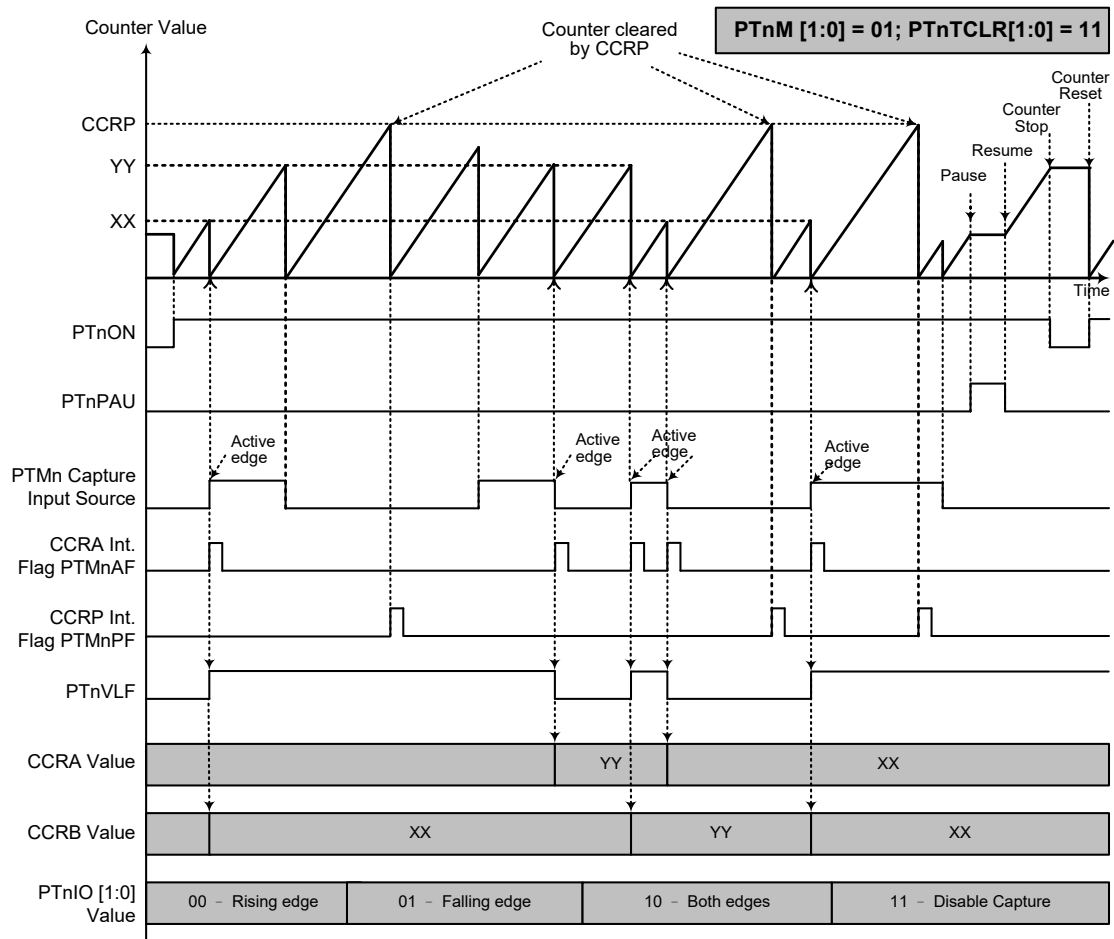 PTnM [1:0] = 01; PTnTCLR[1:0] = 11
Counter Value
Counter cleared
by CCRP
Counter
Reset
Counter
Stop
Resume
Pause
CCRP
YY
XX
Time
PTnON
PTnPAU
Active
edge
Active
edge
Active
edge
Active
edge
PTMn Capture
Input Source
CCRA Int.
Flag PTMnAF
CCRP Int.
Flag PTMnPF
PTnVLF
CCRA Value
YY
XX
CCRB Value
XX
YY
XX
PTnIO [1:0]
Value
00 – Rising edge
01 – Falling edge
10 – Both edges
11 – Disable Capture